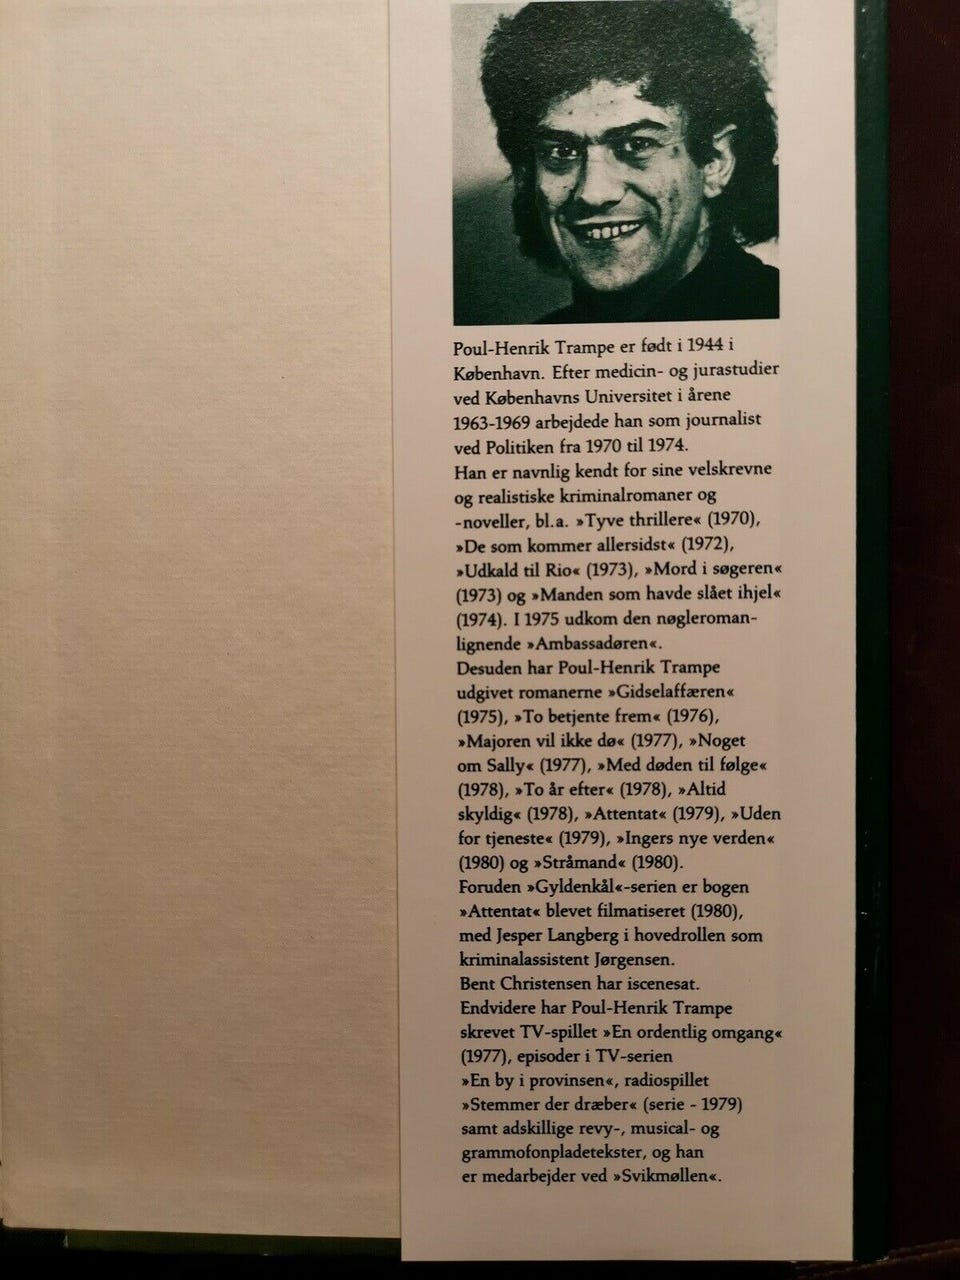 Poul-Henrik Trampe er født i 1944 i
København. Efter medicin- og jurastudier
ved Københavns Universitet i årene
1963-1969 arbejdede han som journalist
ved Politiken fra 1970 til 1974.
Han er navnlig kendt for sine velskrevne
og realistiske kriminalromaner og
-noveller, bl.a. »Tyve thrillere« (1970),
»De som kommer allersidst« (1972),
»Udkald til Rio« (1973), »Mord i søgeren«
(1973) og »Manden som havde slået ihjel«
(1974). I 1975 udkom den nøgleroman-
lignende »Ambassadøren«.
Desuden har Poul-Henrik Trampe
udgivet romanerne »Gidselaffæren«
(1975), »To betjente frem« (1976),
»Majoren vil ikke dø« (1977), »Noget
om Sally« (1977), »Med døden til følge«
(1978), »To år efter« (1978), »Altid
skyldig« (1978), »Attentat« (1979), »Uden
for tjeneste« (1979), »Ingers nye verden«
(1980) og »Stråmand« (1980).
Foruden »Gyldenkål«-serien er bogen
»Attentat« blevet filmatiseret (1980),
med Jesper Langberg i hovedrollen som
kriminalassistent Jørgensen.
Bent Christensen har iscenesat.
Endvidere har Poul-Henrik Trampe
skrevet TV-spillet »En ordentlig omgang«
(1977), episoder i TV-serien
»En by i provinsen«, radiospillet
»Stemmer der dræber« (serie - 1979)
samt adskillige revy-, musical- og
grammofonpladetekster, og han
er medarbejder ved »Svikmøllen«.